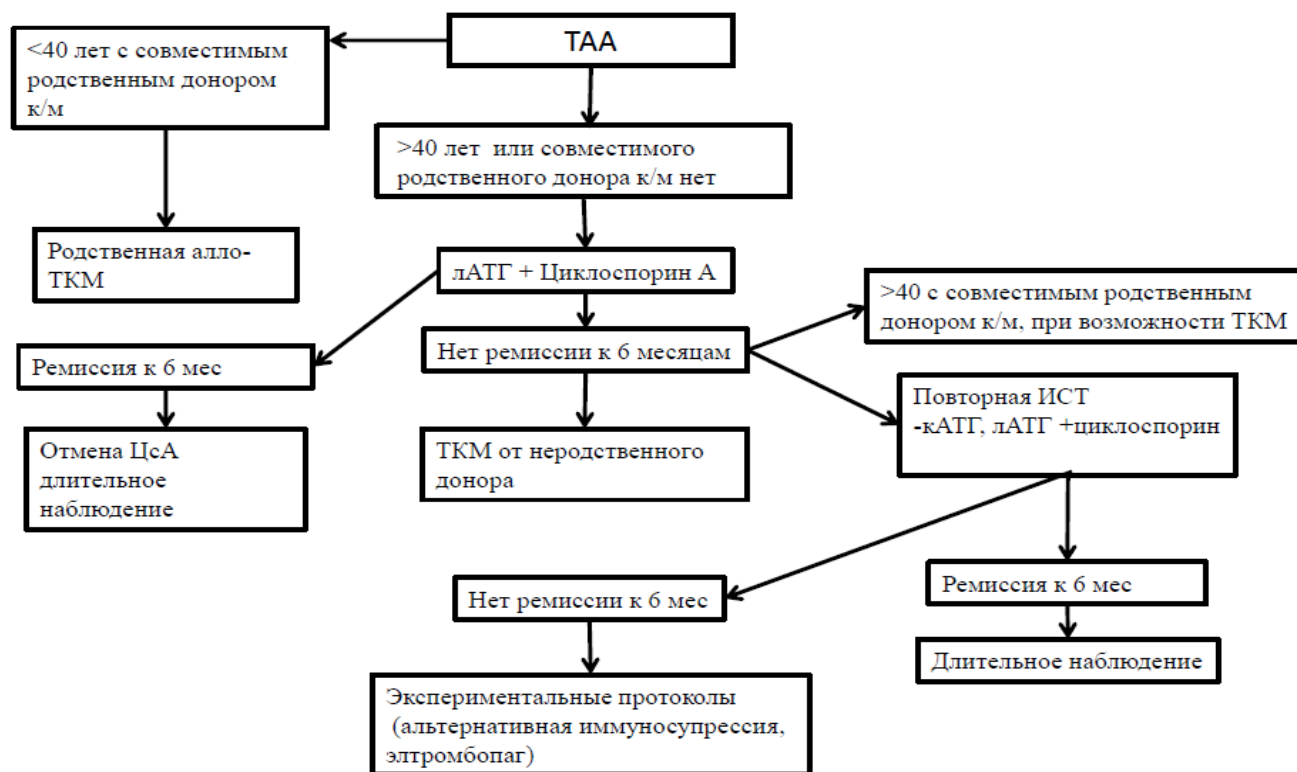 ТАА
<40 лет с совместимым
родственным донором
к/м
>40 лет или совместимого
родственного донора к/м нет
Родственная алло-
ТКМ
лАТГ + Циклоспорин А
>40 с совместимым родственным
донором к/м, при возможности ТКМ
Ремиссия к 6 мес
Нет ремиссии к 6 месяцам
Повторная ИСТ
-кАТГ, лАТГ +циклоспорин
Отмена ЦсА
длительное
наблюдение
ТКМ от неродственного
донора
Нет ремиссии к 6 мес
Ремиссия к 6 мес
Длительное наблюдение
Экспериментальные протоколы
(альтернативная иммуносупрессия,
элтромбопаг)